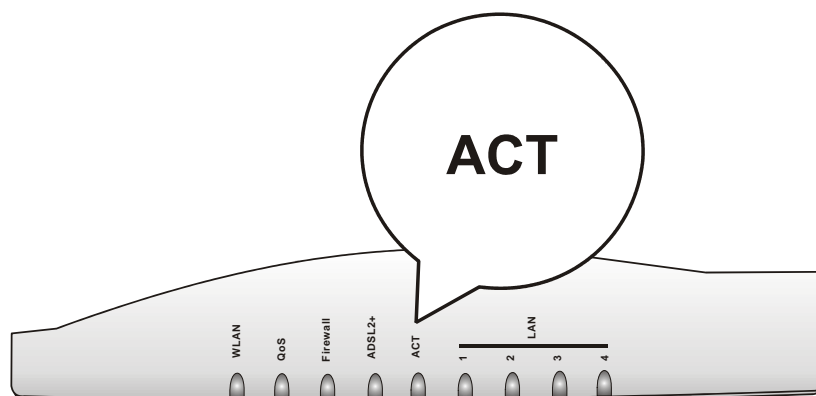 ACT
WLAN
QoS
Firewall
ADSL2+
ACT
LAN
1
2
3
4